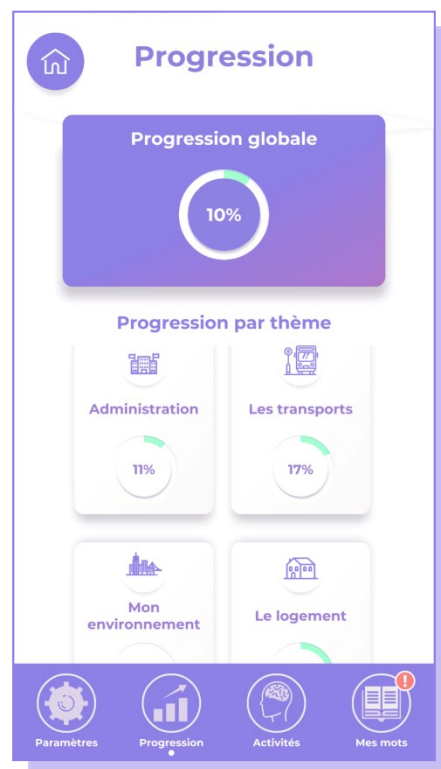 Progression
Progression globale
10%
Progression par thème
Administration
Les transports
11%
17%
Mon
environnement
Le logement
!
Paramètres
Progression
Activités
Mes mots